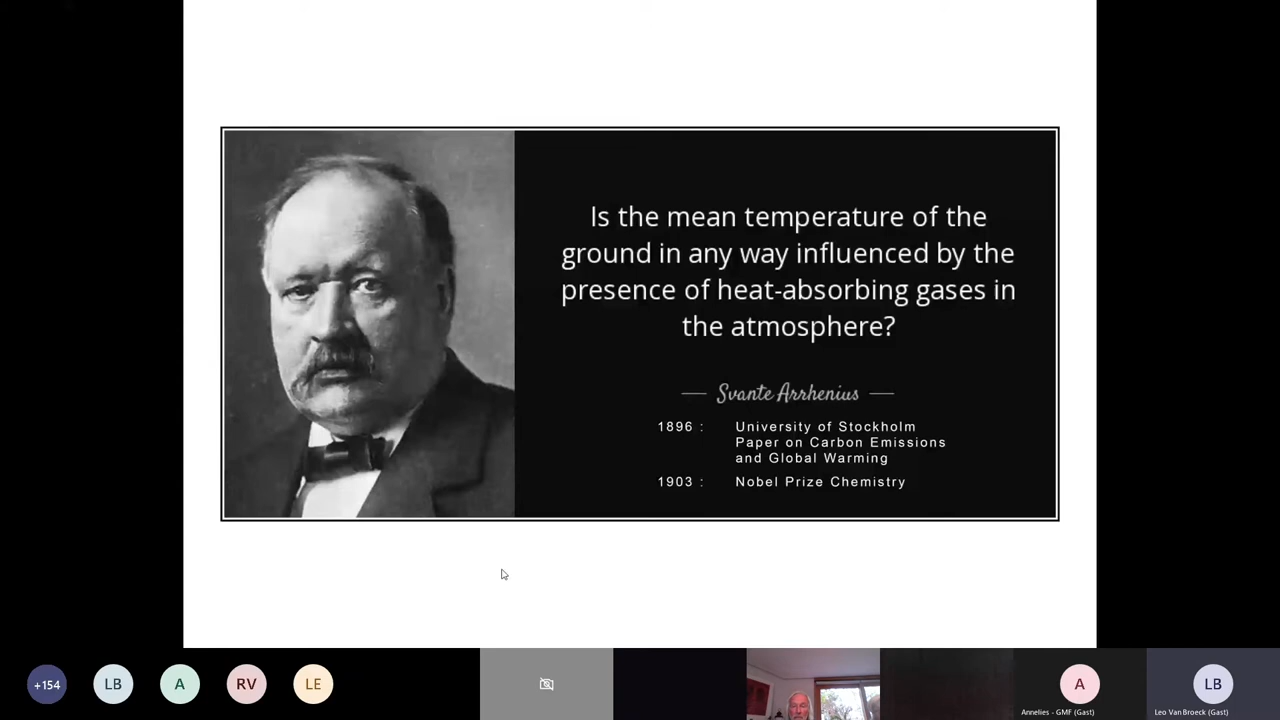 Is the mean temperature of the
ground in any way influenced by the
presence of heat-absorbing gases in
the atmosphere?
Svante Arrhenius
1896 : University of Stockholm
Paper on Carbon Emissions
and Global Warming
1903 : Nobel Prize Chemistry
+154 LB A RV LE A LB
Annelies - GMF (Gast) Leo Van Broeck (Gast)